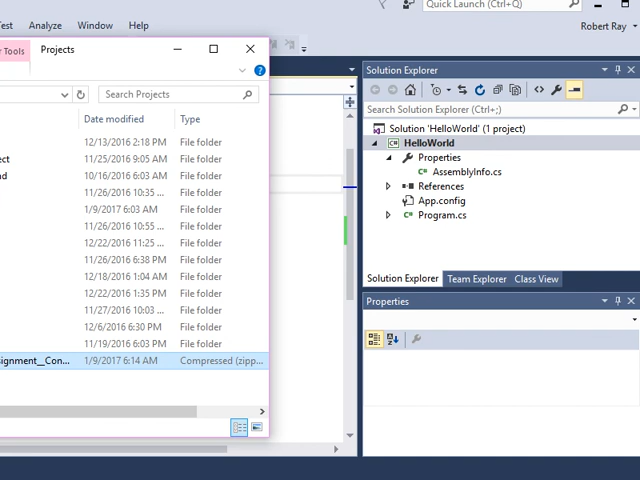 Test Analyze Window Help
Quick Launch (Ctrl+Q)
Robert Ray
Tools
Projects
Search Projects
Date modified Type
12/13/2016 2:18 PM File folder
ect 11/25/2016 9:05 AM File folder
nd 10/16/2016 6:03 AM File folder
11/26/2016 10:35 ... File folder
1/9/2017 6:03 AM File folder
11/26/2016 10:55 ... File folder
12/22/2016 11:25 ... File folder
11/26/2016 6:38 PM File folder
12/18/2016 1:04 AM File folder
12/22/2016 1:35 PM File folder
11/27/2016 10:03 ... File folder
12/6/2016 6:30 PM File folder
11/19/2016 6:03 PM File folder
signment__Con... 1/9/2017 6:14 AM Compressed (zipp...
Solution Explorer
Search Solution Explorer (Ctrl+;)
Solution 'HelloWorld' (1 project)
HelloWorld
Properties
AssemblyInfo.cs
References
App.config
Program.cs
Solution Explorer Team Explorer Class View
Properties